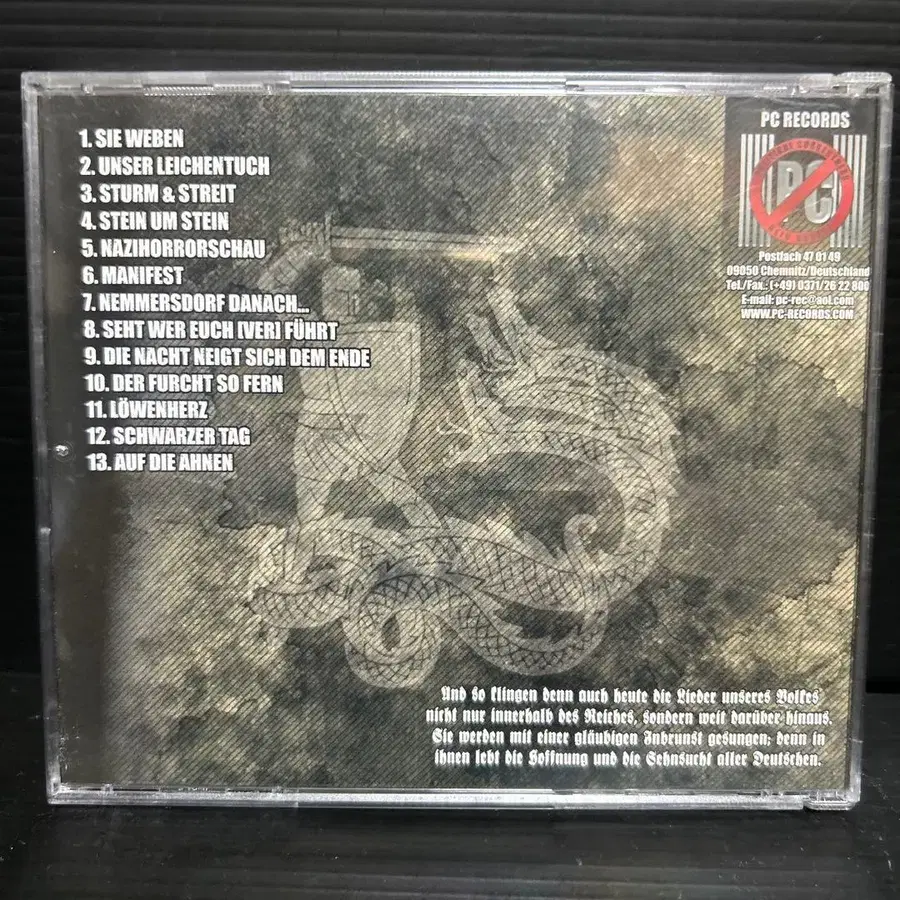 1. SIE WEBEN
2. UNSER LEICHENTUCH
3. STURM & STREIT
4. STEIN UM STEIN
5. NAZIHORRORSCHAU
6. MANIFEST
7. NEMMERSDORF DANACH...
8. SEHT WER EUCH (VER) FÜHRT
9. DIE NACHT NEIGT SICH DEM ENDE
10. DER FURCHT SO FERN
11. LÖWENHERZ
12. SCHWARZER TAG
13. AUF DIE AHNEN
PC RECORDS
PC
Postfach 47 01 49
09050 Chemnitz/Deutschland
Tel./Fax.: (+49) 0371/26 22 800
E-mail: pc-rec@aol.com
WWW.PC-RECORDS.COM
Und so klingen denn auch heute die Lieder unseres Volkes
nicht nur innerhalb des Reiches, sondern weit darüber hinaus.
Sie werden mit einer gläubigen Inbrunst gesungen; denn in
ihnen lebt die Hoffnung und die Sehnsucht aller Deutschen.